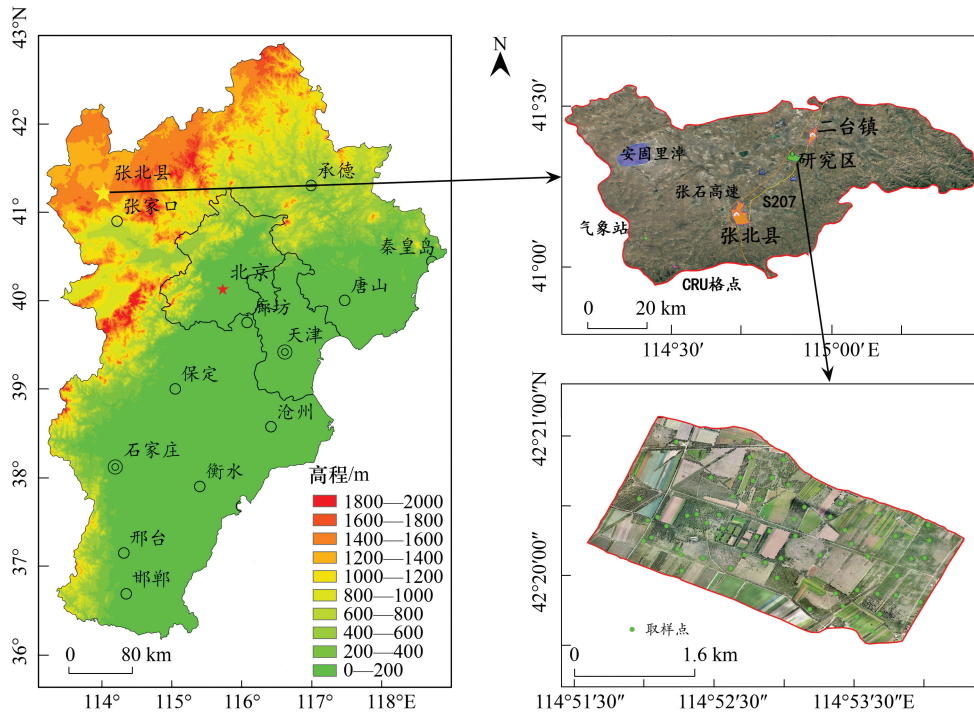 43°N
42°
41°
40°
39°
38°
37°
36°
张北县
张家口
承德
秦皇岛
北京
唐山
廊坊
天津
保定
沧州
石家庄
衡水
邢台
邯郸
高程/m
1800—2000
1600—1800
1400—1600
1200—1400
1000—1200
800—1000
600—800
400—600
200—400
0—200
0 80 km
114° 115° 116° 117° 118°E
N
41°30′
41°00′
二台镇
安固里淖
研究区
张石高速
S207
气象站
张北县
CRU格点
0 20 km
114°30′ 115°00′E
42°21′00″N
42°20′00″
取样点
0 1.6 km
114°51′30″ 114°52′30″ 114°53′30″E